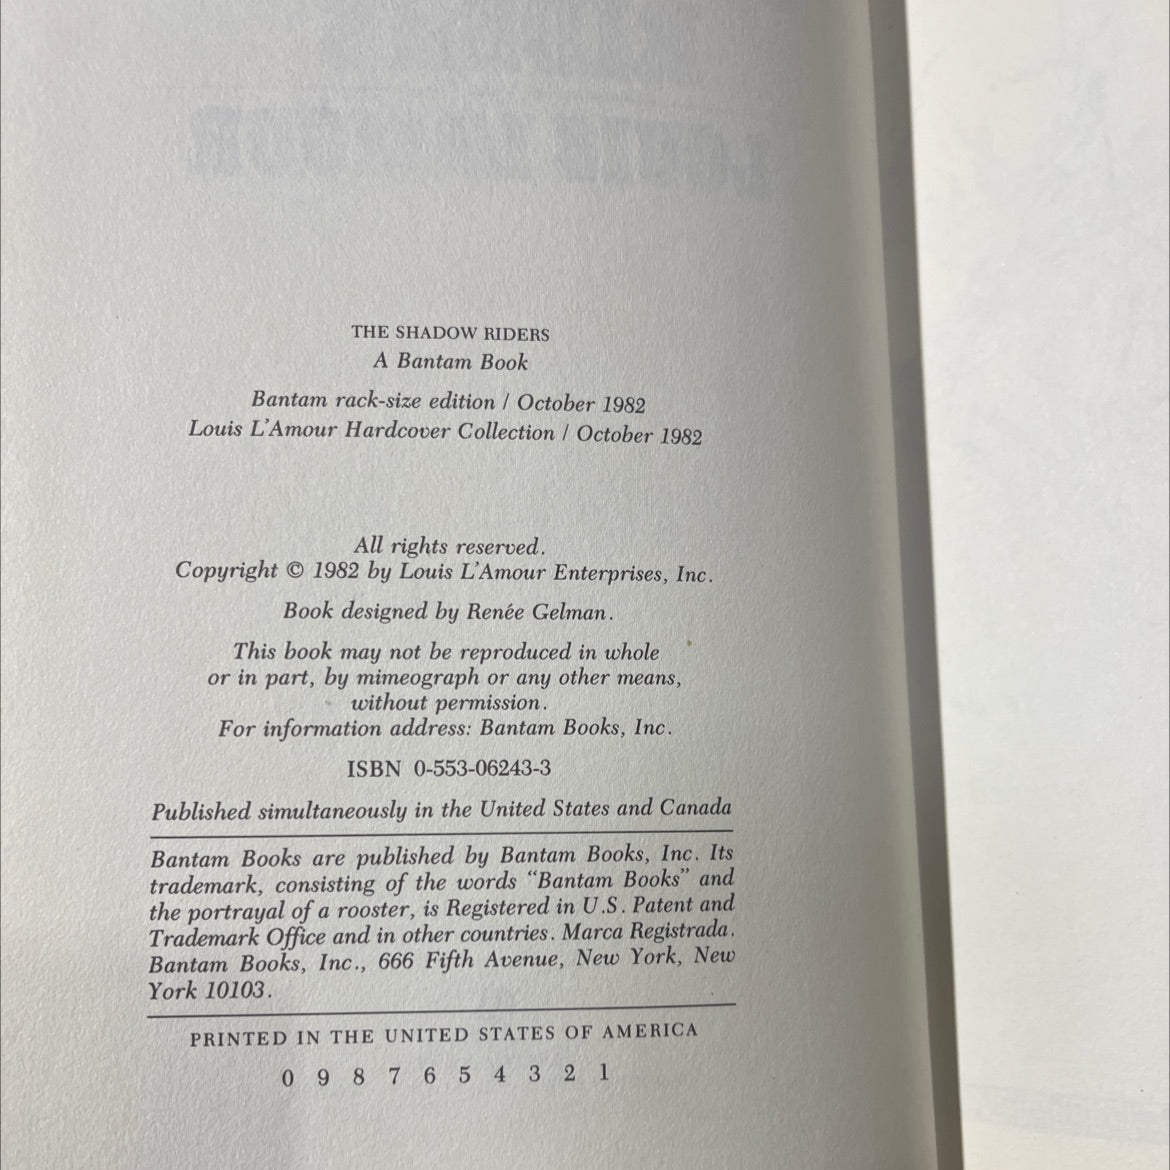 THE SHADOW RIDERS
A Bantam Book
Bantam rack-size edition / October 1982
Louis L'Amour Hardcover Collection / October 1982
All rights reserved.
Copyright © 1982 by Louis L'Amour Enterprises, Inc.
Book designed by Renée Gelman.
This book may not be reproduced in whole
or in part, by mimeograph or any other means,
without permission.
For information address: Bantam Books, Inc.
ISBN 0-553-06243-3
Published simultaneously in the United States and Canada
Bantam Books are published by Bantam Books, Inc. Its
trademark, consisting of the words “Bantam Books” and
the portrayal of a rooster, is Registered in U.S. Patent and
Trademark Office and in other countries. Marca Registrada.
Bantam Books, Inc., 666 Fifth Avenue, New York, New
York 10103.
PRINTED IN THE UNITED STATES OF AMERICA
0 9 8 7 6 5 4 3 2 1